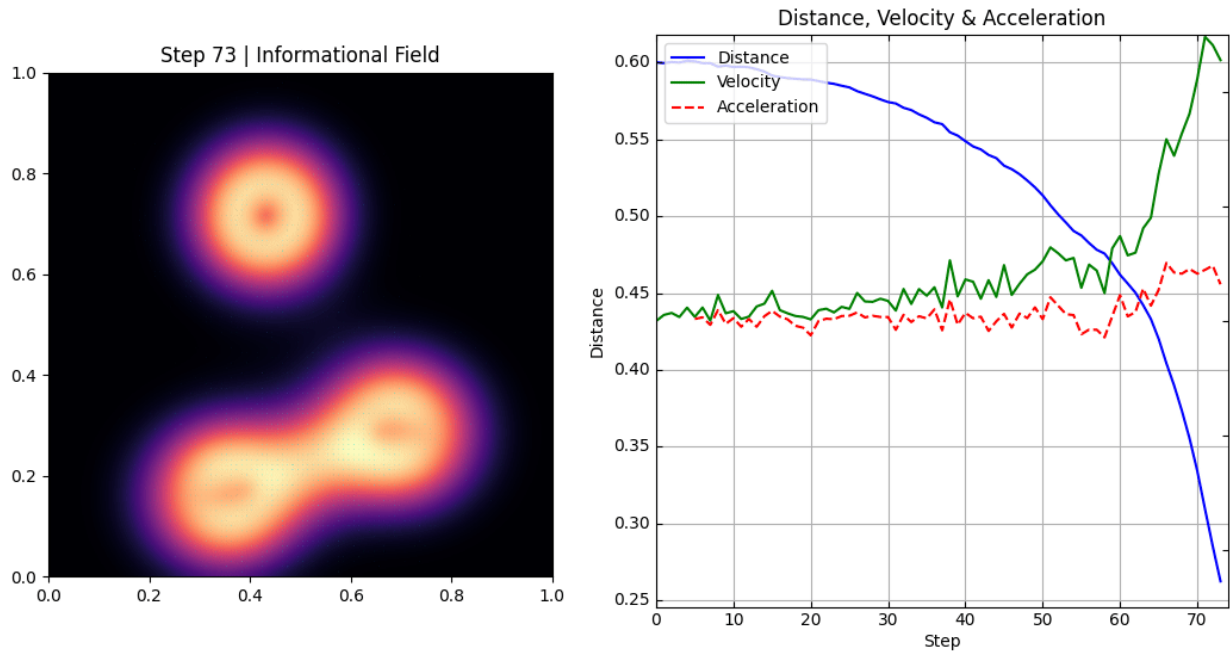 Step 73 | Informational Field
1.0
0.8
0.6
0.4
0.2
0.0
0.0 0.2 0.4 0.6 0.8 1.0
Distance, Velocity & Acceleration
Distance
Velocity
Acceleration
Distance
0.60
0.55
0.50
0.45
0.40
0.35
0.30
0.25
0 10 20 30 40 50 60 70
Step